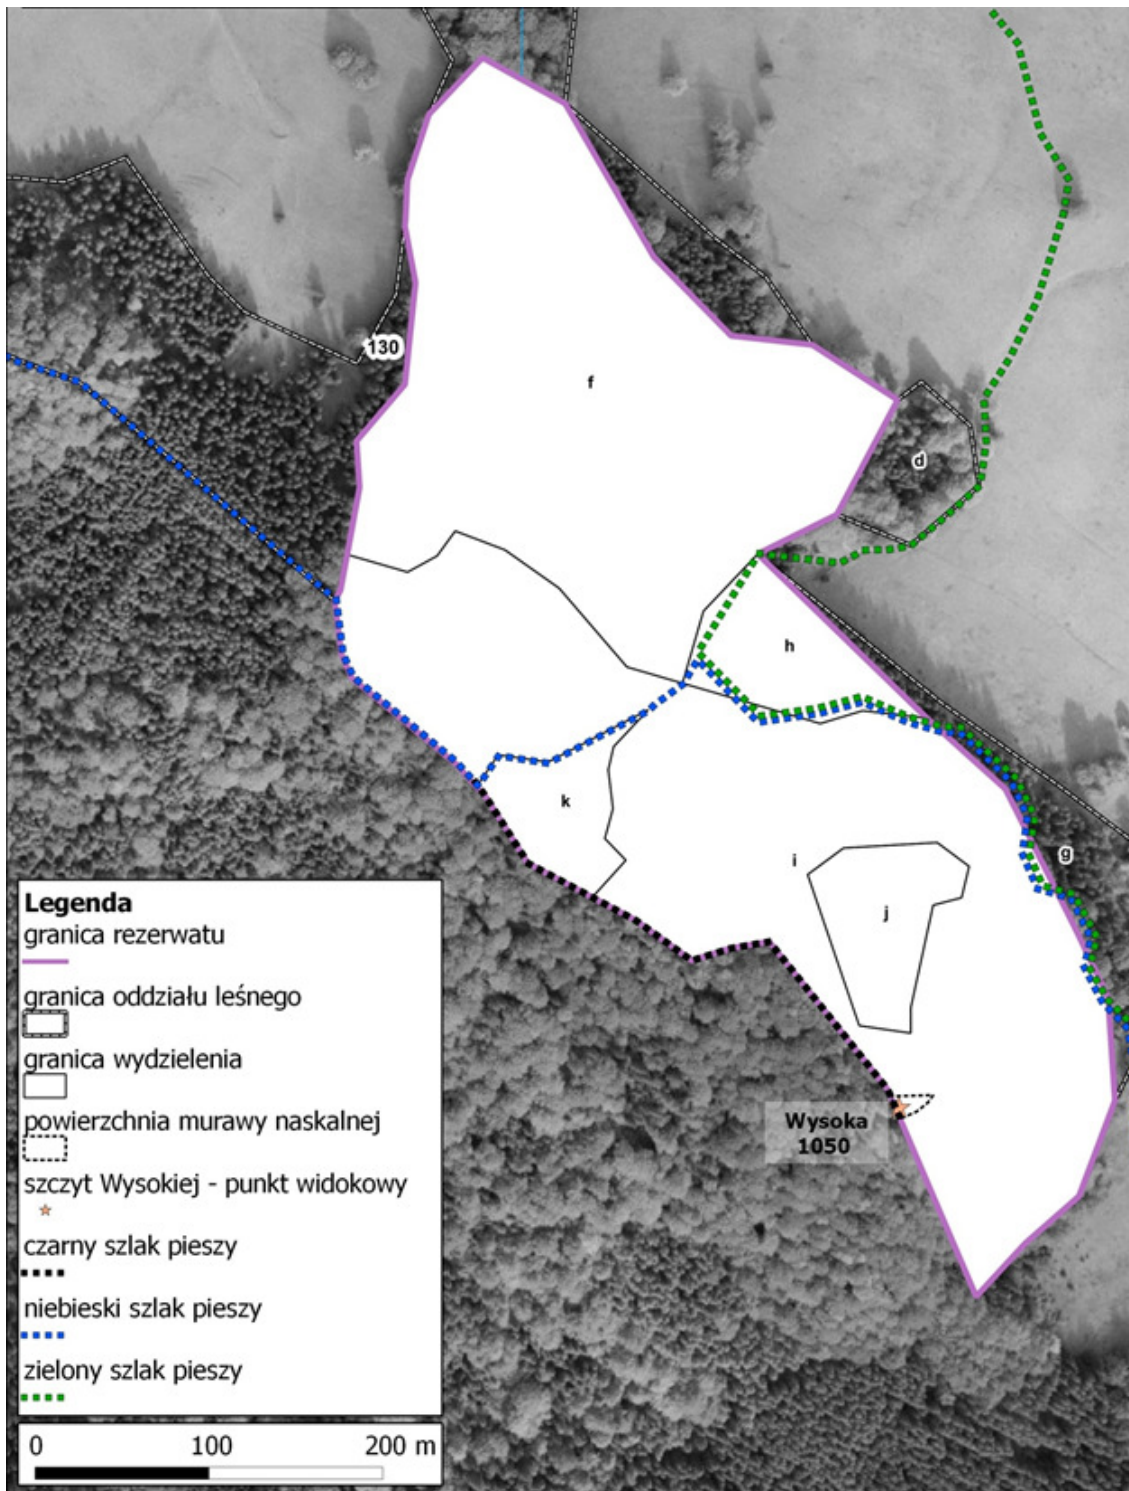 130
f
d
h
k
i
j
g
Wysoka
1050
Legenda
granica rezerwatu
granica oddziału leśnego
granica wydzielenia
powierzchnia murawy naskalnej
szczyt Wysokiej - punkt widokowy
czarny szlak pieszy
niebieski szlak pieszy
zielony szlak pieszy
0 100 200 m